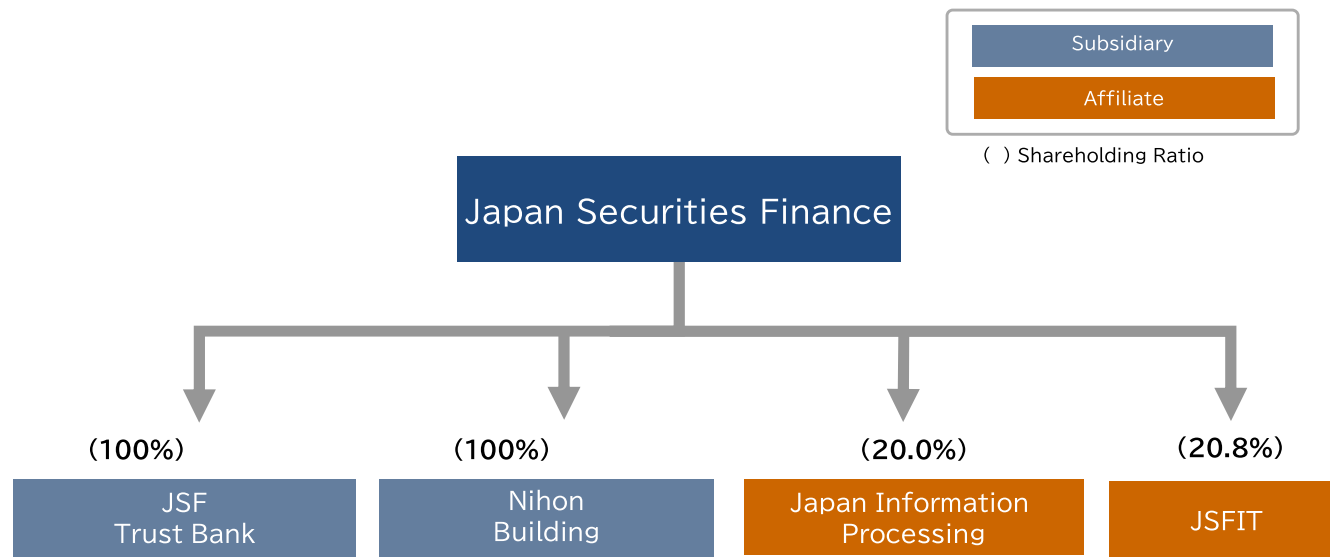 Subsidiary
Affiliate
( ) Shareholding Ratio
Japan Securities Finance
(100%)
(100%)
(20.0%)
(20.8%)
JSF
Trust Bank
Nihon
Building
Japan Information
Processing
JSFIT